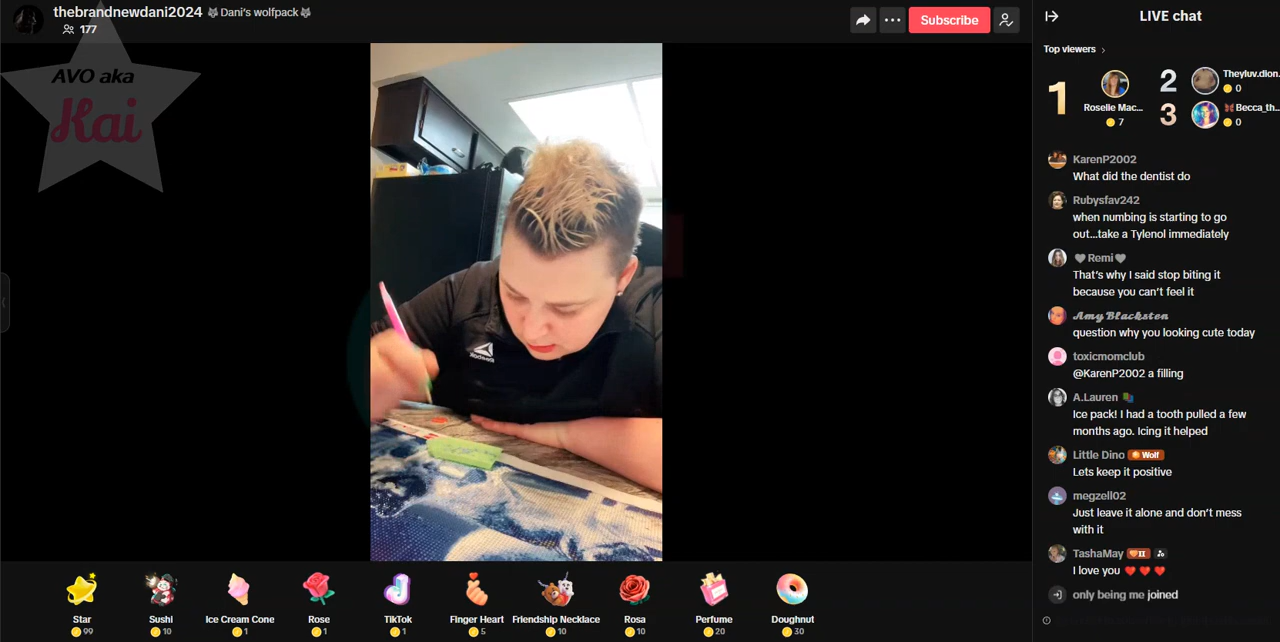 thebrandnewdani2024 🐺Dani's wolfpack🐺
177
Subscribe
AVO aka
Kai
Reebok
Star
99
Sushi
10
Ice Cream Cone
1
Rose
1
TikTok
1
Finger Heart
5
Friendship Necklace
10
Rosa
10
Perfume
20
Doughnut
30
LIVE chat
Top viewers >
1
Roselle Mac...
7
2
Theyluv.dion.
0
3
🦋Becca_th...
0
KarenP2002
What did the dentist do
Rubysfav242
when numbing is starting to go
out...take a Tylenol immediately
🩶Remi🩶
That's why I said stop biting it
because you can't feel it
𝓐𝓶𝔂 𝓑𝓵𝓪𝓬𝓴𝓼𝓽𝓮𝓷
question why you looking cute today
toxicmomclub
@KarenP2002 a filling
A.Lauren
Ice pack! I had a tooth pulled a few
months ago. Icing it helped
Little Dino Wolf
Lets keep it positive
megzell02
Just leave it alone and don't mess
with it
TashaMay II
I love you ❤️ ❤️ ❤️
only being me joined